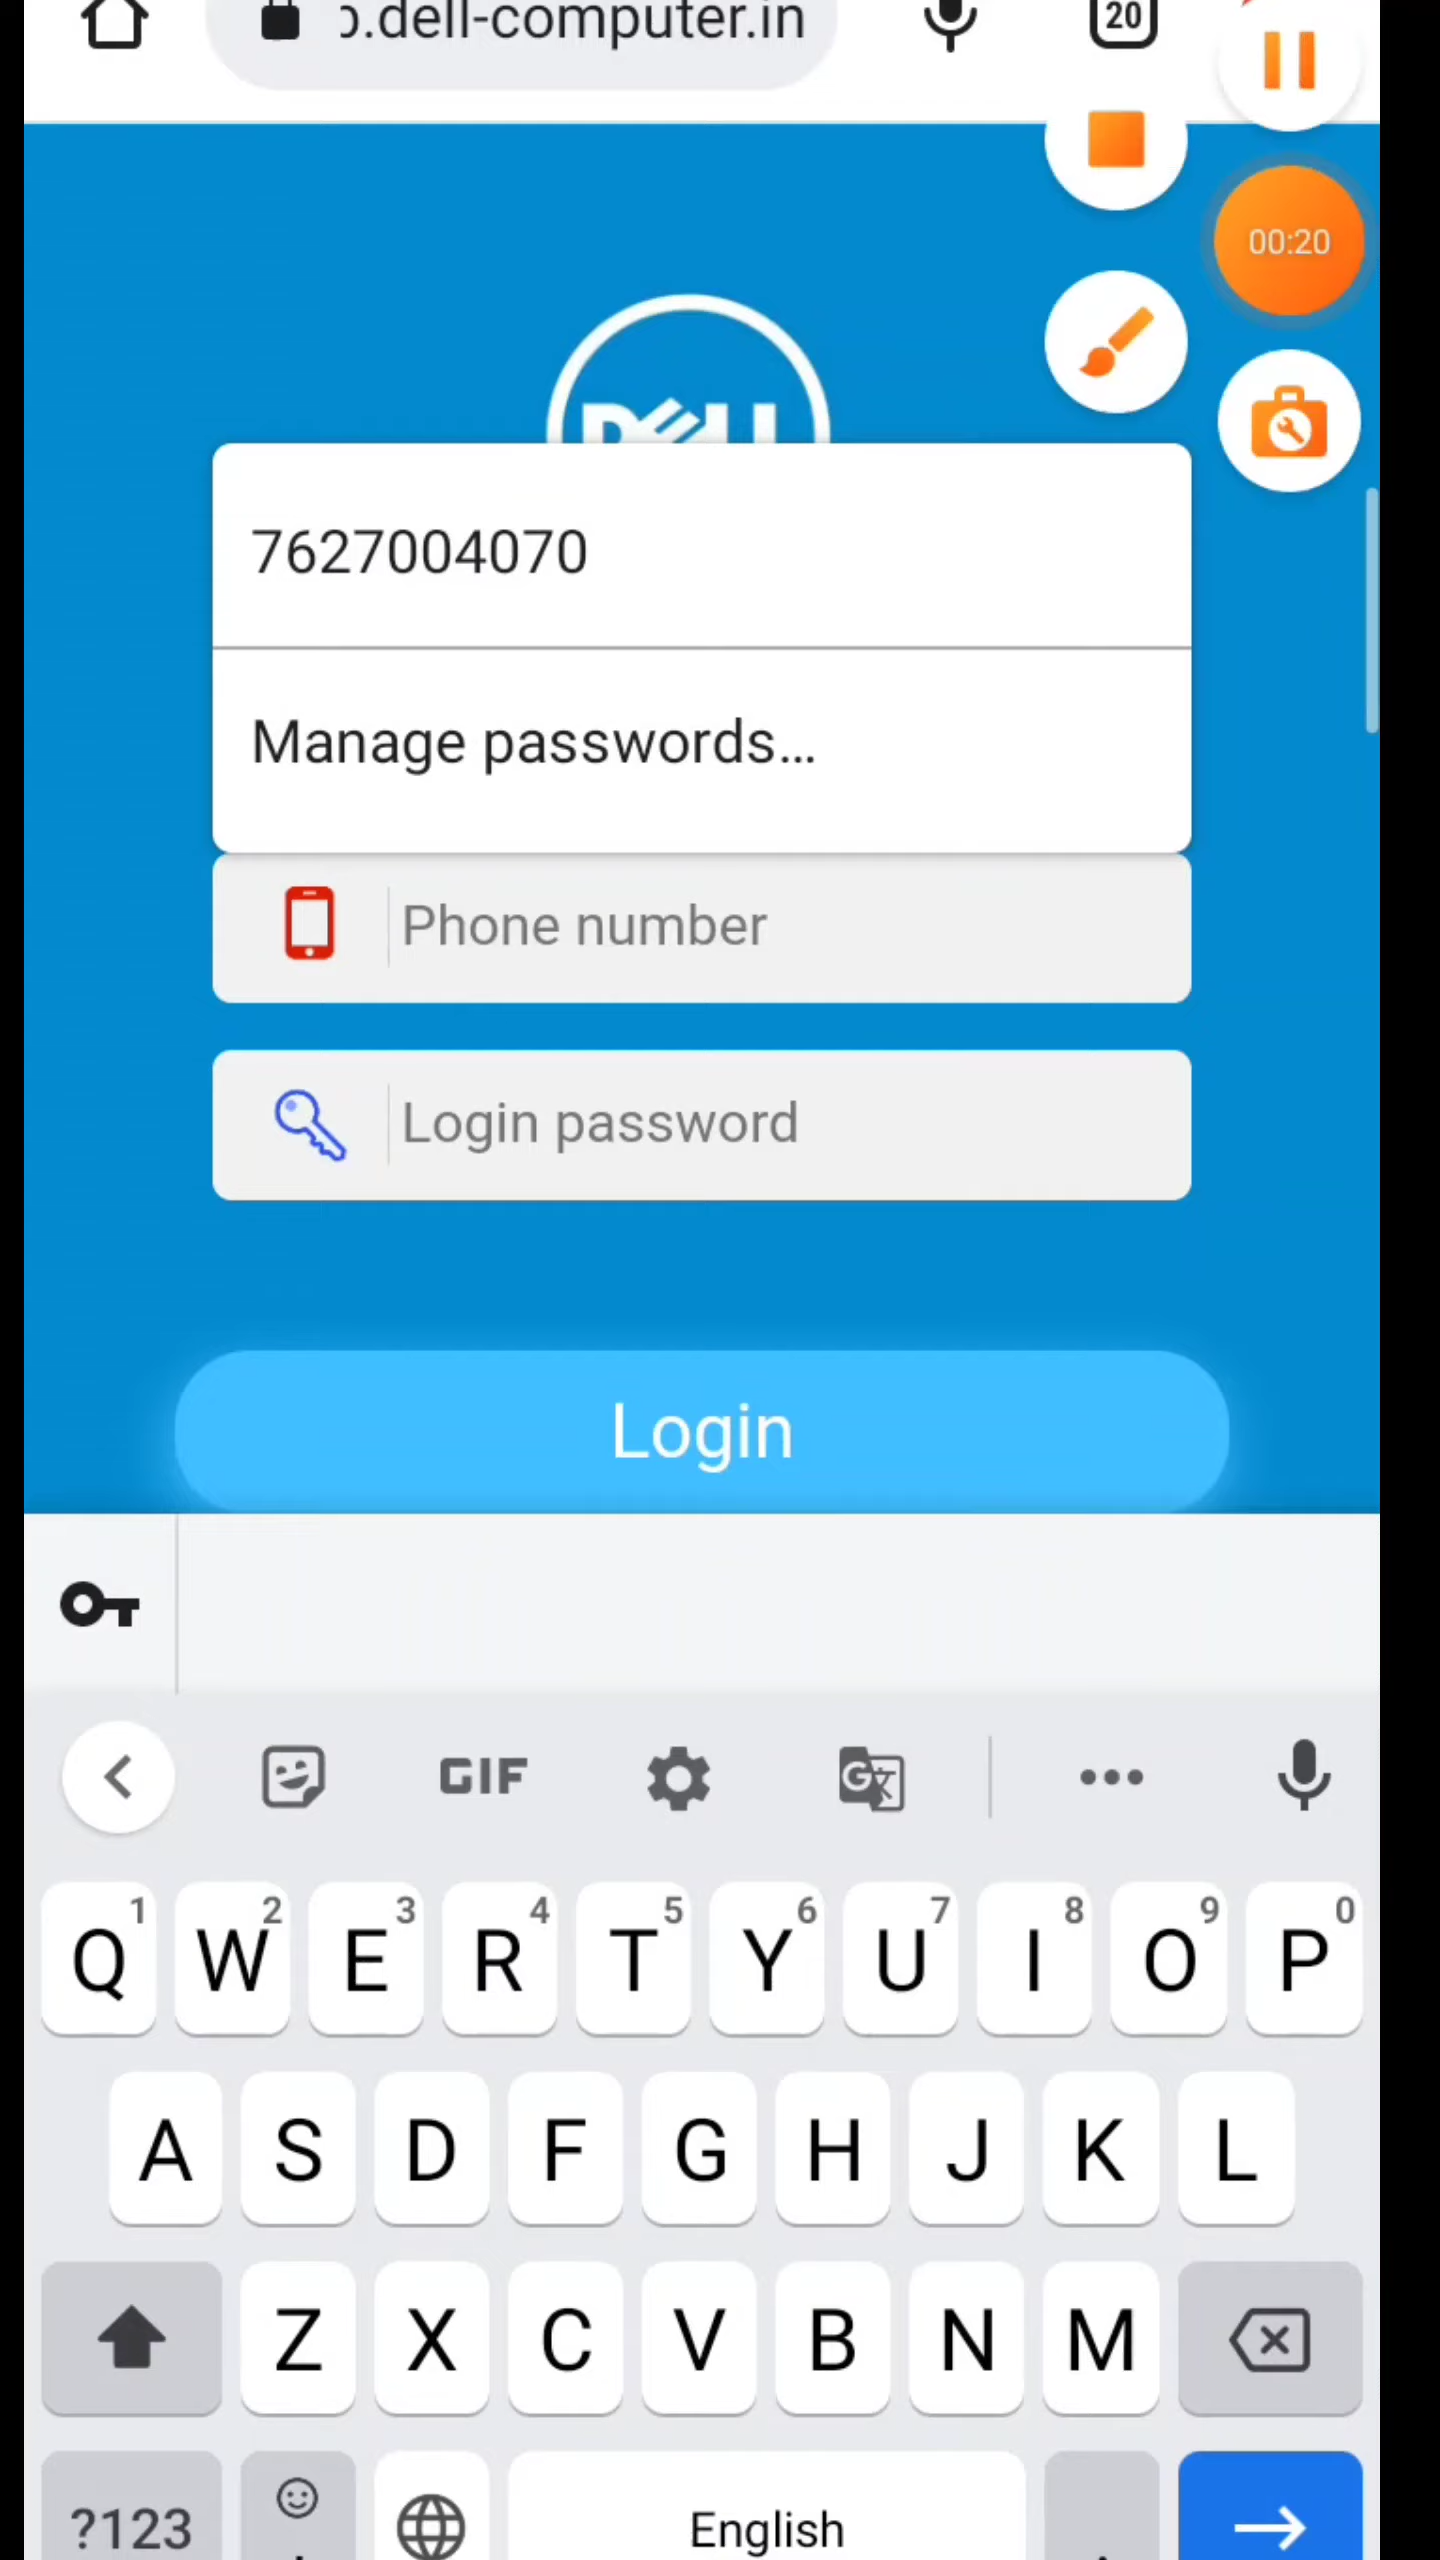 .dell-computer.in
20
00:20
DELL
7627004070
Manage passwords...
Phone number
Login password
Login
GIF
G
1 2 3 4 5 6 7 8 9 0
Q W E R T Y U I O P
A S D F G H J K L
Z X C V B N M
?123
English